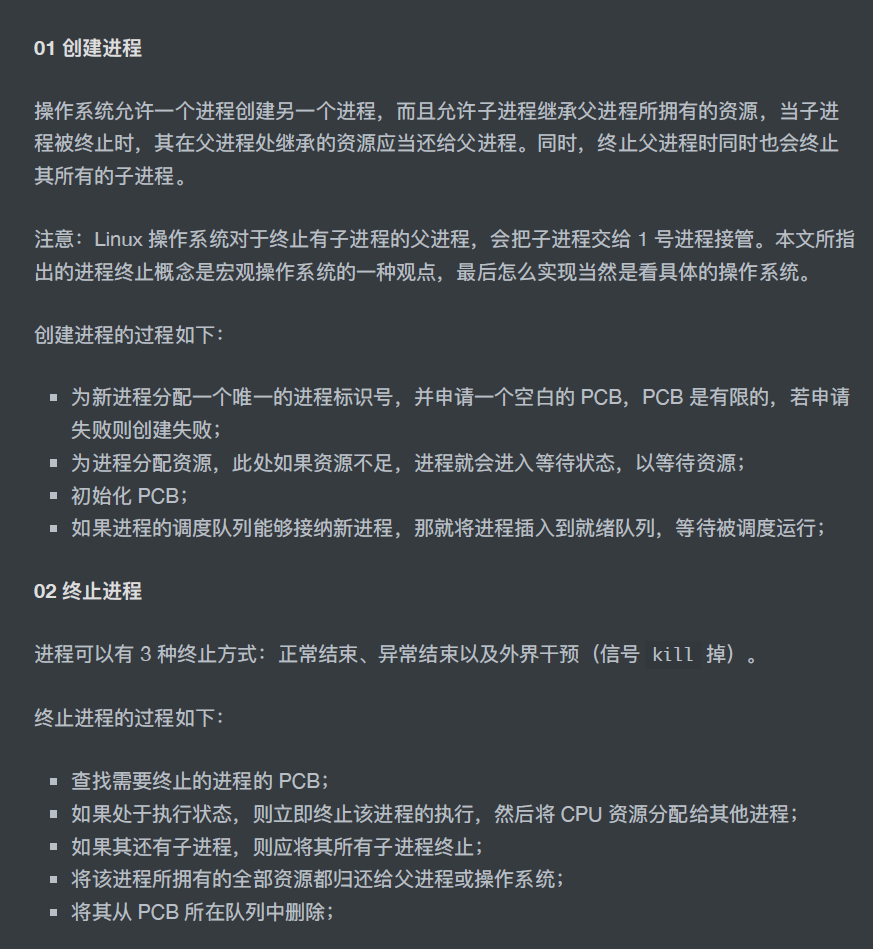 01 创建进程
操作系统允许一个进程创建另一个进程，而且允许子进程继承父进程所拥有的资源，当子进
程被终止时，其在父进程处继承的资源应当还给父进程。同时，终止父进程时同时也会终止
其所有的子进程。
注意：Linux 操作系统对于终止有子进程的父进程，会把子进程交给 1 号进程接管。本文所指
出的进程终止概念是宏观操作系统的一种观点，最后怎么实现当然是看具体的操作系统。
创建进程的过程如下：
▪ 为新进程分配一个唯一的进程标识号，并申请一个空白的 PCB，PCB 是有限的，若申请
失败则创建失败；
▪ 为进程分配资源，此处如果资源不足，进程就会进入等待状态，以等待资源；
▪ 初始化 PCB；
▪ 如果进程的调度队列能够接纳新进程，那就将进程插入到就绪队列，等待被调度运行；
02 终止进程
进程可以有 3 种终止方式：正常结束、异常结束以及外界干预（信号 kill 掉）。
终止进程的过程如下：
▪ 查找需要终止的进程的 PCB；
▪ 如果处于执行状态，则立即终止该进程的执行，然后将 CPU 资源分配给其他进程；
▪ 如果其还有子进程，则应将其所有子进程终止；
▪ 将该进程所拥有的全部资源都归还给父进程或操作系统；
▪ 将其从 PCB 所在队列中删除；